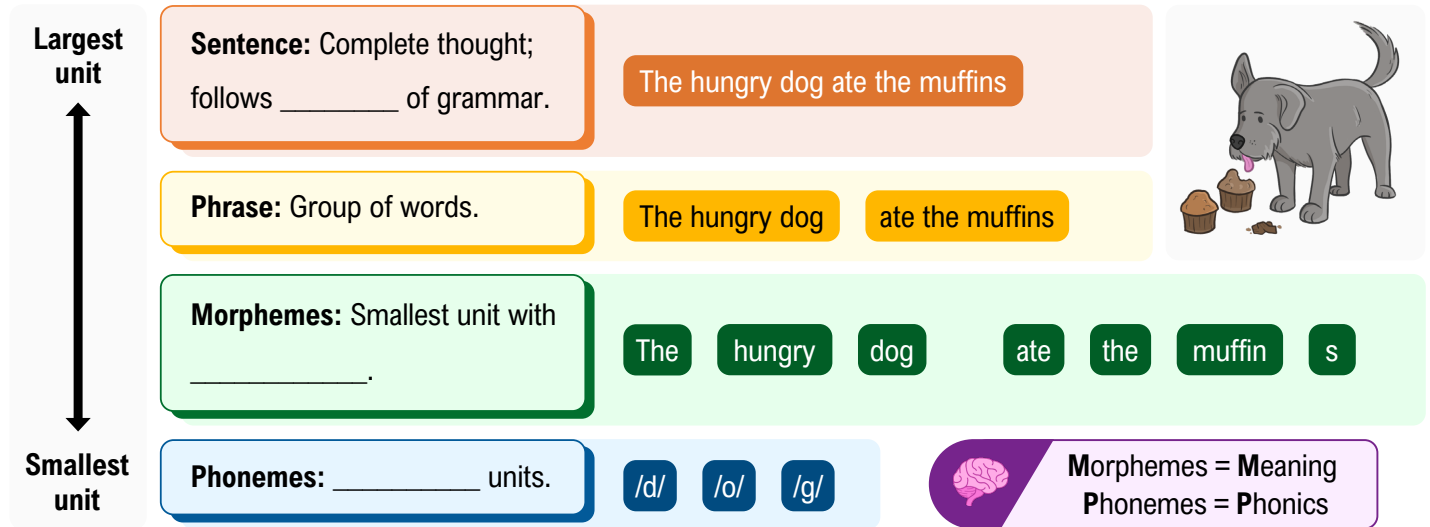 Largest
unit
Sentence: Complete thought;
follows ________ of grammar.
The hungry dog ate the muffins
Phrase: Group of words.
The hungry dog
ate the muffins
Morphemes: Smallest unit with
____________.
The hungry dog ate the muffin s
Smallest
unit
Phonemes: __________ units.
/d/ /o/ /g/
Morphemes = Meaning
Phonemes = Phonics